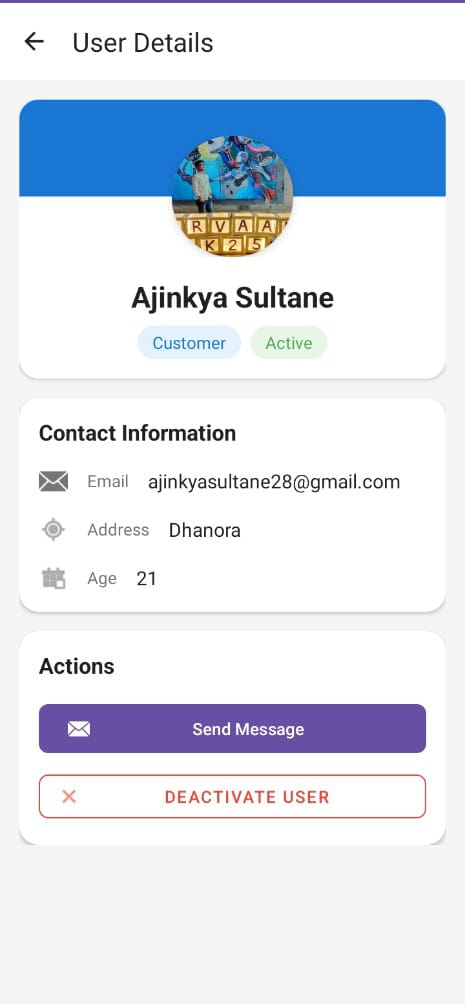 User Details
RVAA
K25
Ajinkya Sultane
Customer Active
Contact Information
Email ajinkyasultane28@gmail.com
Address Dhanora
Age 21
Actions
Send Message
DEACTIVATE USER